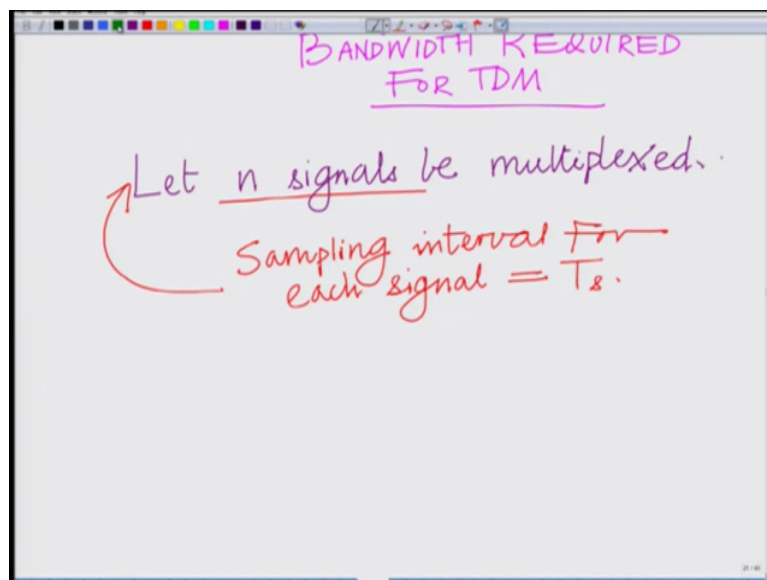 BANDWIDTH REQUIRED
FOR TDM
Let n signals be multiplexed.
Sampling interval For
each signal = Ts.